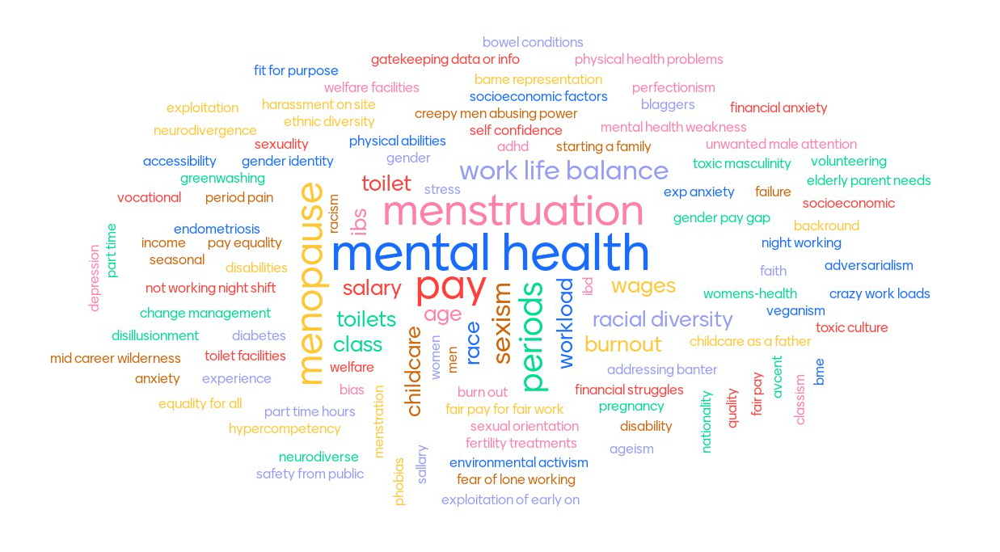 bowel conditions
gatekeeping data or info
physical health problems
fit for purpose
bame representation
welfare facilities
perfectionism
socioeconomic factors
exploitation
harassment on site
blaggers
financial anxiety
creepy men abusing power
ethnic diversity
neurodivergence
self confidence
mental health weakness
sexuality
physical abilities
adhd
starting a family
unwanted male attention
accessibility
gender identity
gender
work life balance
toxic masculinity
volunteering
greenwashing
toilet
stress
elderly parent needs
vocational
period pain
menopause
racism
ibs
menstruation
exp anxiety
failure
socioeconomic
gender pay gap
endometriosis
backround
depression
part time
income
pay equality
mental health
night working
seasonal
disabilities
faith
adversarialism
not working night shift
salary
pay
sexism
periods
workload
ibd
wages
womens-health
crazy work loads
change management
toilets
age
racial diversity
veganism
disillusionment
diabetes
class
childcare
women
men
race
burnout
childcare as a father
toxic culture
mid career wilderness
toilet facilities
welfare
anxiety
experience
addressing banter
avcent
bme
bias
burn out
financial struggles
fair pay
classism
equality for all
part time hours
menstration
fair pay for fair work
pregnancy
nationality
quality
hypercompetency
sexual orientation
disability
fertility treatments
ageism
neurodiverse
sallary
environmental activism
safety from public
phobias
fear of lone working
exploitation of early on